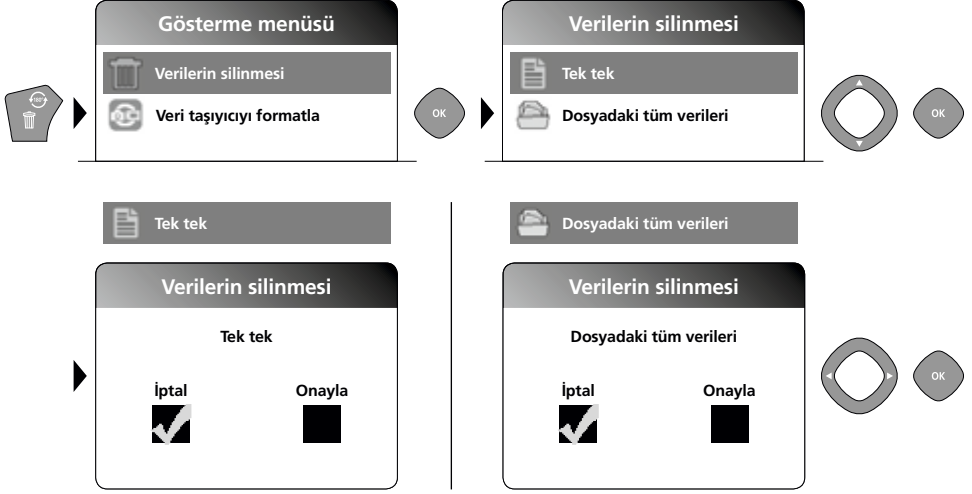 Gösterme menüsü
Verilerin silinmesi
Veri taşıyıcıyı formatla
180°
OK
Verilerin silinmesi
Tek tek
Dosyadaki tüm verileri
OK
Tek tek
Verilerin silinmesi
Tek tek
İptal Onayla
Dosyadaki tüm verileri
Verilerin silinmesi
Dosyadaki tüm verileri
İptal Onayla
OK